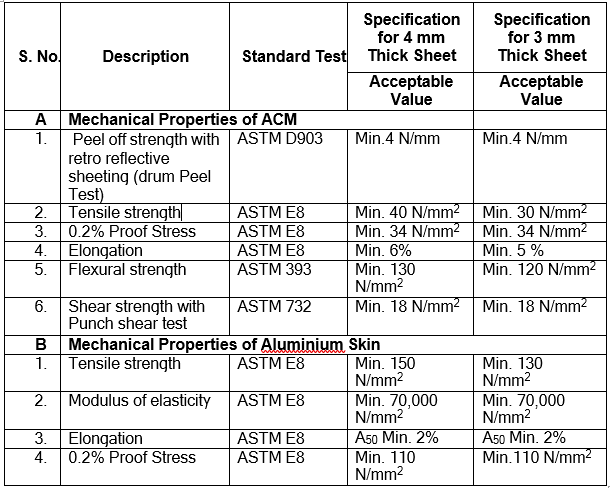 S. No. Description Standard Test Specification for 4 mm Thick Sheet Specification for 3 mm Thick Sheet
Acceptable Value Acceptable Value
A Mechanical Properties of ACM
1. Peel off strength with retro reflective sheeting (drum Peel Test) ASTM D903 Min.4 N/mm Min.4 N/mm
2. Tensile strength ASTM E8 Min. 40 N/mm² Min. 30 N/mm²
3. 0.2% Proof Stress ASTM E8 Min. 34 N/mm² Min. 34 N/mm²
4. Elongation ASTM E8 Min. 6% Min. 5 %
5. Flexural strength ASTM 393 Min. 130 N/mm² Min. 120 N/mm²
6. Shear strength with Punch shear test ASTM 732 Min. 18 N/mm² Min. 18 N/mm²
B Mechanical Properties of Aluminium Skin
1. Tensile strength ASTM E8 Min. 150 N/mm² Min. 130 N/mm²
2. Modulus of elasticity ASTM E8 Min. 70,000 N/mm² Min. 70,000 N/mm²
3. Elongation ASTM E8 A50 Min. 2% A50 Min. 2%
4. 0.2% Proof Stress ASTM E8 Min. 110 N/mm² Min.110 N/mm²